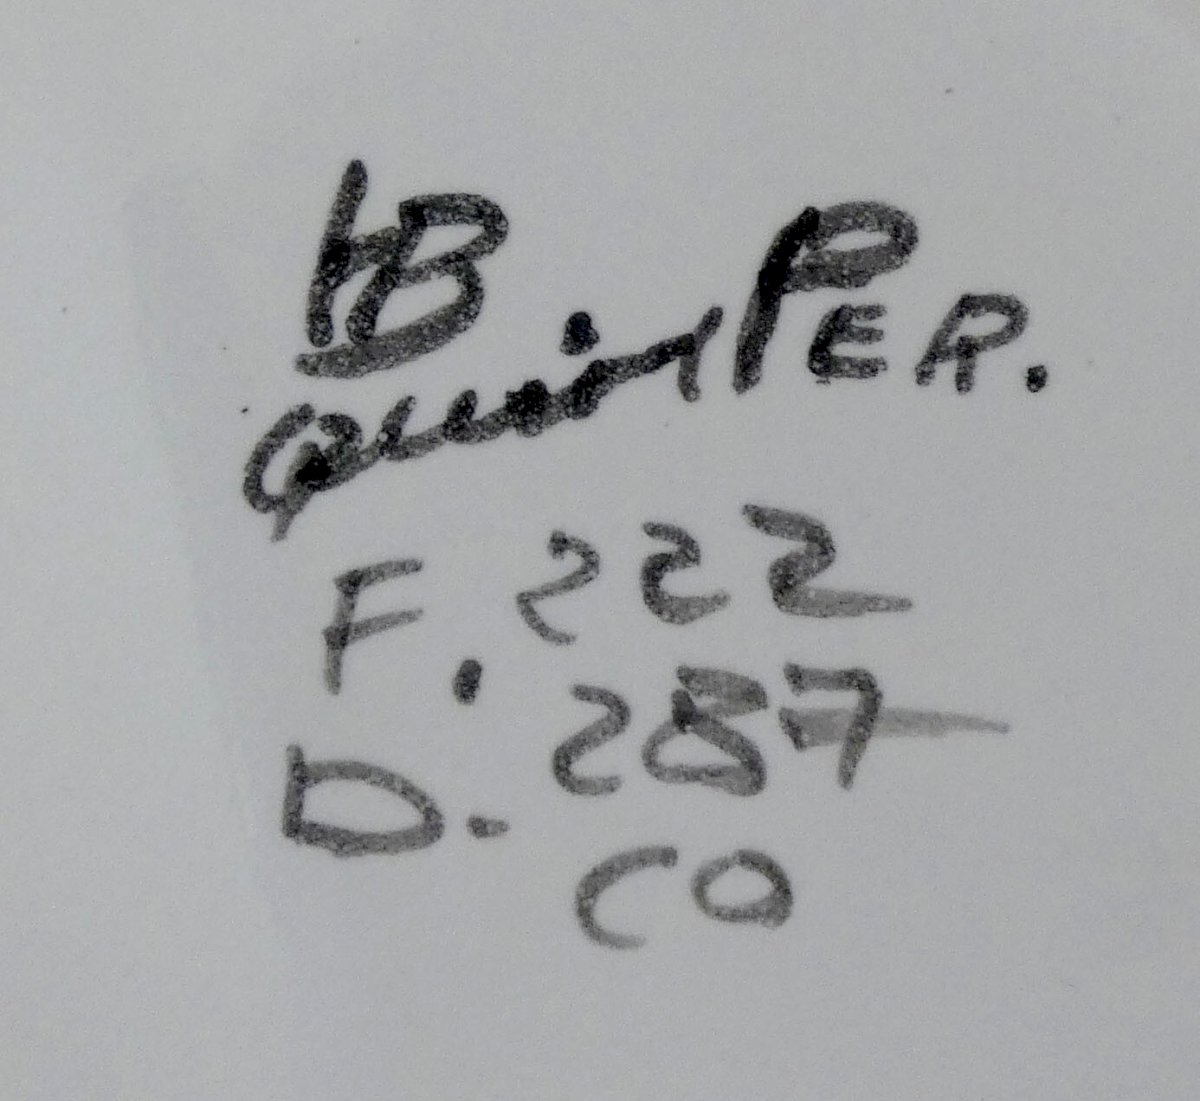 HB
QuimPER.
F. 222
D. 287
CO